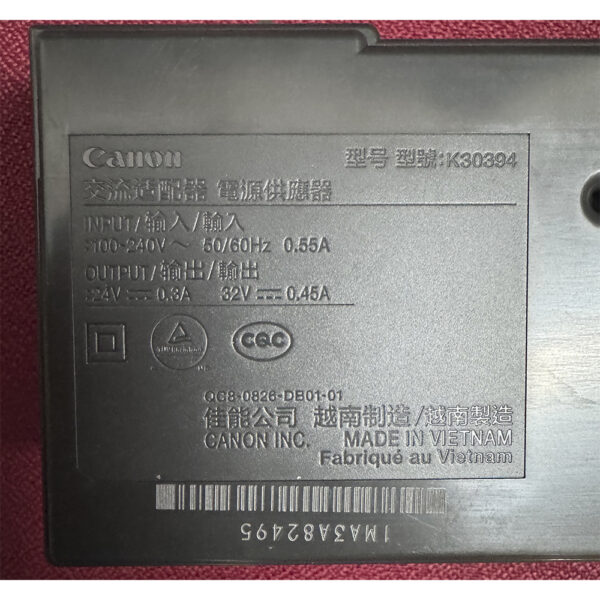 Canon 型号 型號:K30394
交流适配器 電源供應器
INPUT/输入/輸入
100-240V ~ 50/60Hz 0.55A
OUTPUT/输出/輸出
24V ⎓ 0.3A 32V ⎓ 0.45A
CQC
QC8-0826-DB01-01
佳能公司 越南制造/越南製造
CANON INC. MADE IN VIETNAM
Fabriqué au Vietnam
1MA3A82495